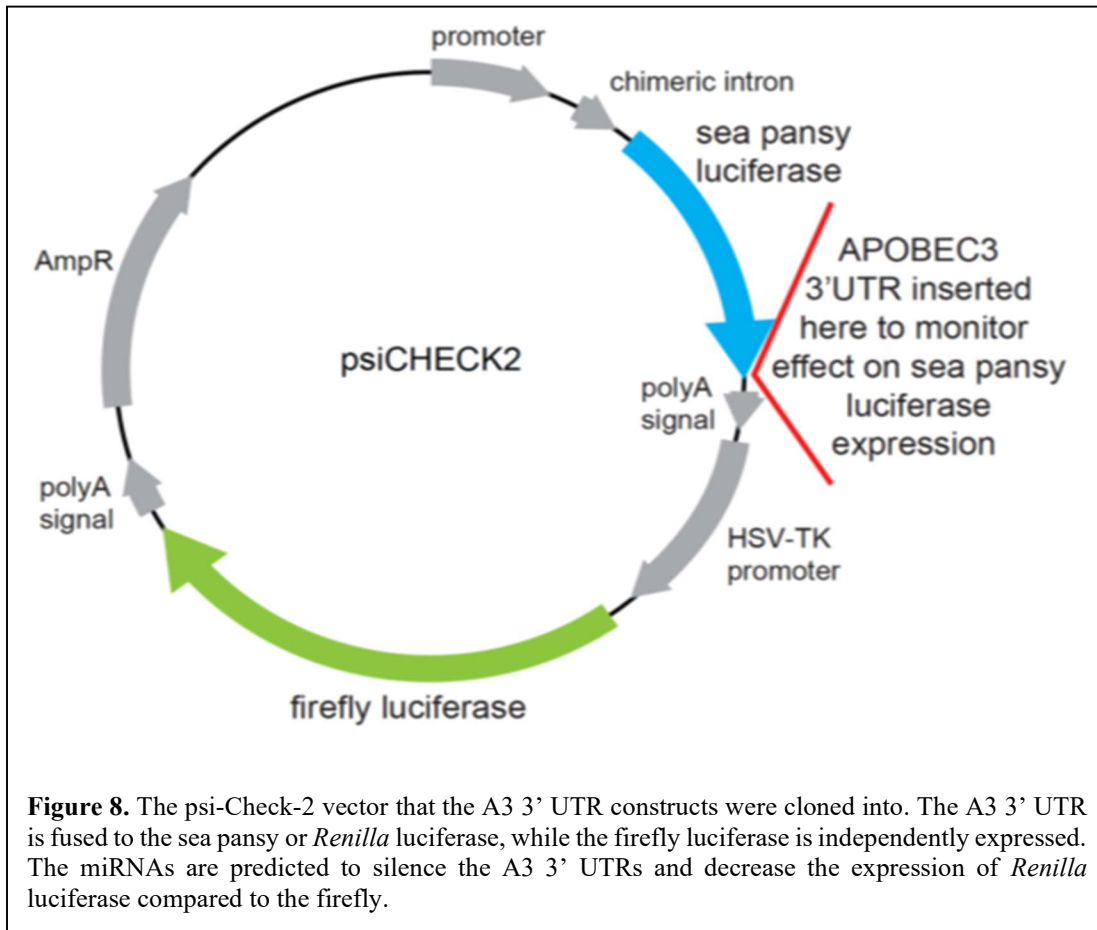 promoter
chimeric intron
sea pansy
luciferase
APOBEC3
3'UTR inserted
here to monitor
effect on sea pansy
luciferase
expression
AmpR
psiCHECK2
polyA
signal
polyA
signal
HSV-TK
promoter
firefly luciferase
Figure 8. The psi-Check-2 vector that the A3 3’ UTR constructs were cloned into. The A3 3’ UTR
is fused to the sea pansy or Renilla luciferase, while the firefly luciferase is independently expressed.
The miRNAs are predicted to silence the A3 3’ UTRs and decrease the expression of Renilla
luciferase compared to the firefly.